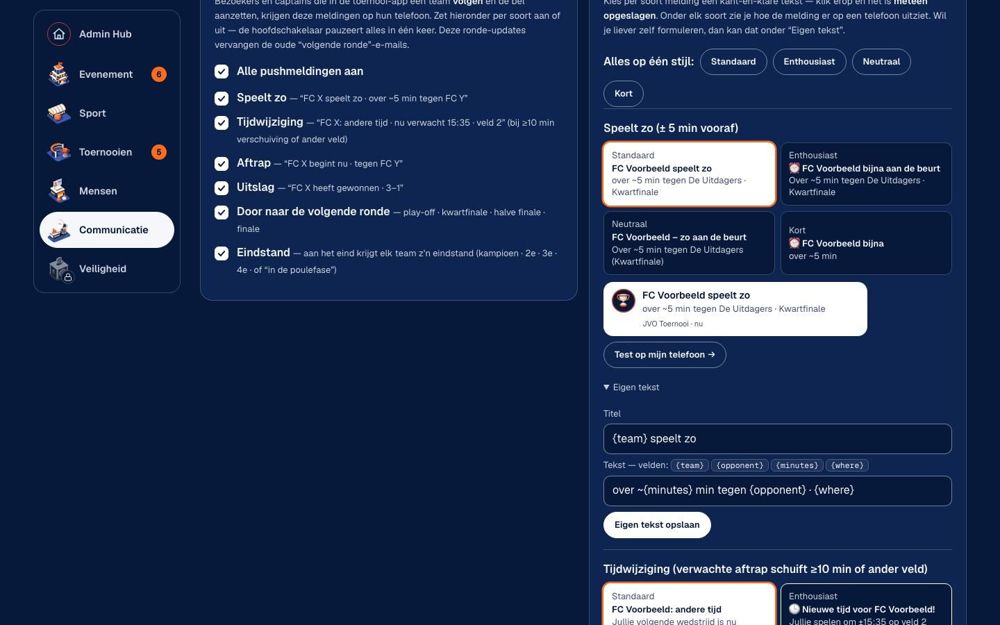 Admin Hub
Evenement 6
Sport
Toernooien 5
Mensen
Communicatie
Veiligheid
Bezoekers en captains die in de toernooi-app een team volgen en de bel
aanzetten, krijgen deze meldingen op hun telefoon. Zet hieronder per soort aan of
uit — de hoofdschakelaar pauzeert alles in één keer. Deze ronde-updates
vervangen de oude “volgende ronde”-e-mails.
Alle pushmeldingen aan
Speelt zo — “FC X speelt zo · over ~5 min tegen FC Y”
Tijdwijziging — “FC X: andere tijd · nu verwacht 15:35 · veld 2” (bij ≥10 min
verschuiving of ander veld)
Aftrap — “FC X begint nu · tegen FC Y”
Uitslag — “FC X heeft gewonnen · 3–1”
Door naar de volgende ronde — play-off · kwartfinale · halve finale ·
finale
Eindstand — aan het eind krijgt elk team z’n eindstand (kampioen · 2e · 3e ·
4e · of “in de poulefase”)
Kies per soort melding een kant-en-klare tekst — klik erop en het is meteen
opgeslagen. Onder elk soort zie je hoe de melding er op een telefoon uitziet. Wil
je liever zelf formuleren, dan kan dat onder “Eigen tekst”.
Alles op één stijl: Standaard Enthousiast Neutraal
Kort
Speelt zo (± 5 min vooraf)
Standaard
FC Voorbeeld speelt zo
Over ~5 min tegen De Uitdagers ·
Kwartfinale
Enthousiast
⏰ FC Voorbeeld bijna aan de beurt
Over ~5 min tegen De Uitdagers ·
Kwartfinale
Neutraal
FC Voorbeeld – zo aan de beurt
Over ~5 min tegen De Uitdagers
(Kwartfinale)
Kort
⏰ FC Voorbeeld bijna
over ~5 min
FC Voorbeeld speelt zo
over ~5 min tegen De Uitdagers · Kwartfinale
JVO Toernooi · nu
Test op mijn telefoon →
▼ Eigen tekst
Titel
{team} speelt zo
Tekst — velden: {team} {opponent} {minutes} {where}
over ~{minutes} min tegen {opponent} · {where}
Eigen tekst opslaan
Tijdwijziging (verwachte aftrap schuift ≥10 min of ander veld)
Standaard
FC Voorbeeld: andere tijd
Jullie volgende wedstrijd is nu
Enthousiast
🕒 Nieuwe tijd voor FC Voorbeeld!
Jullie spelen om ±15:35 op veld 2